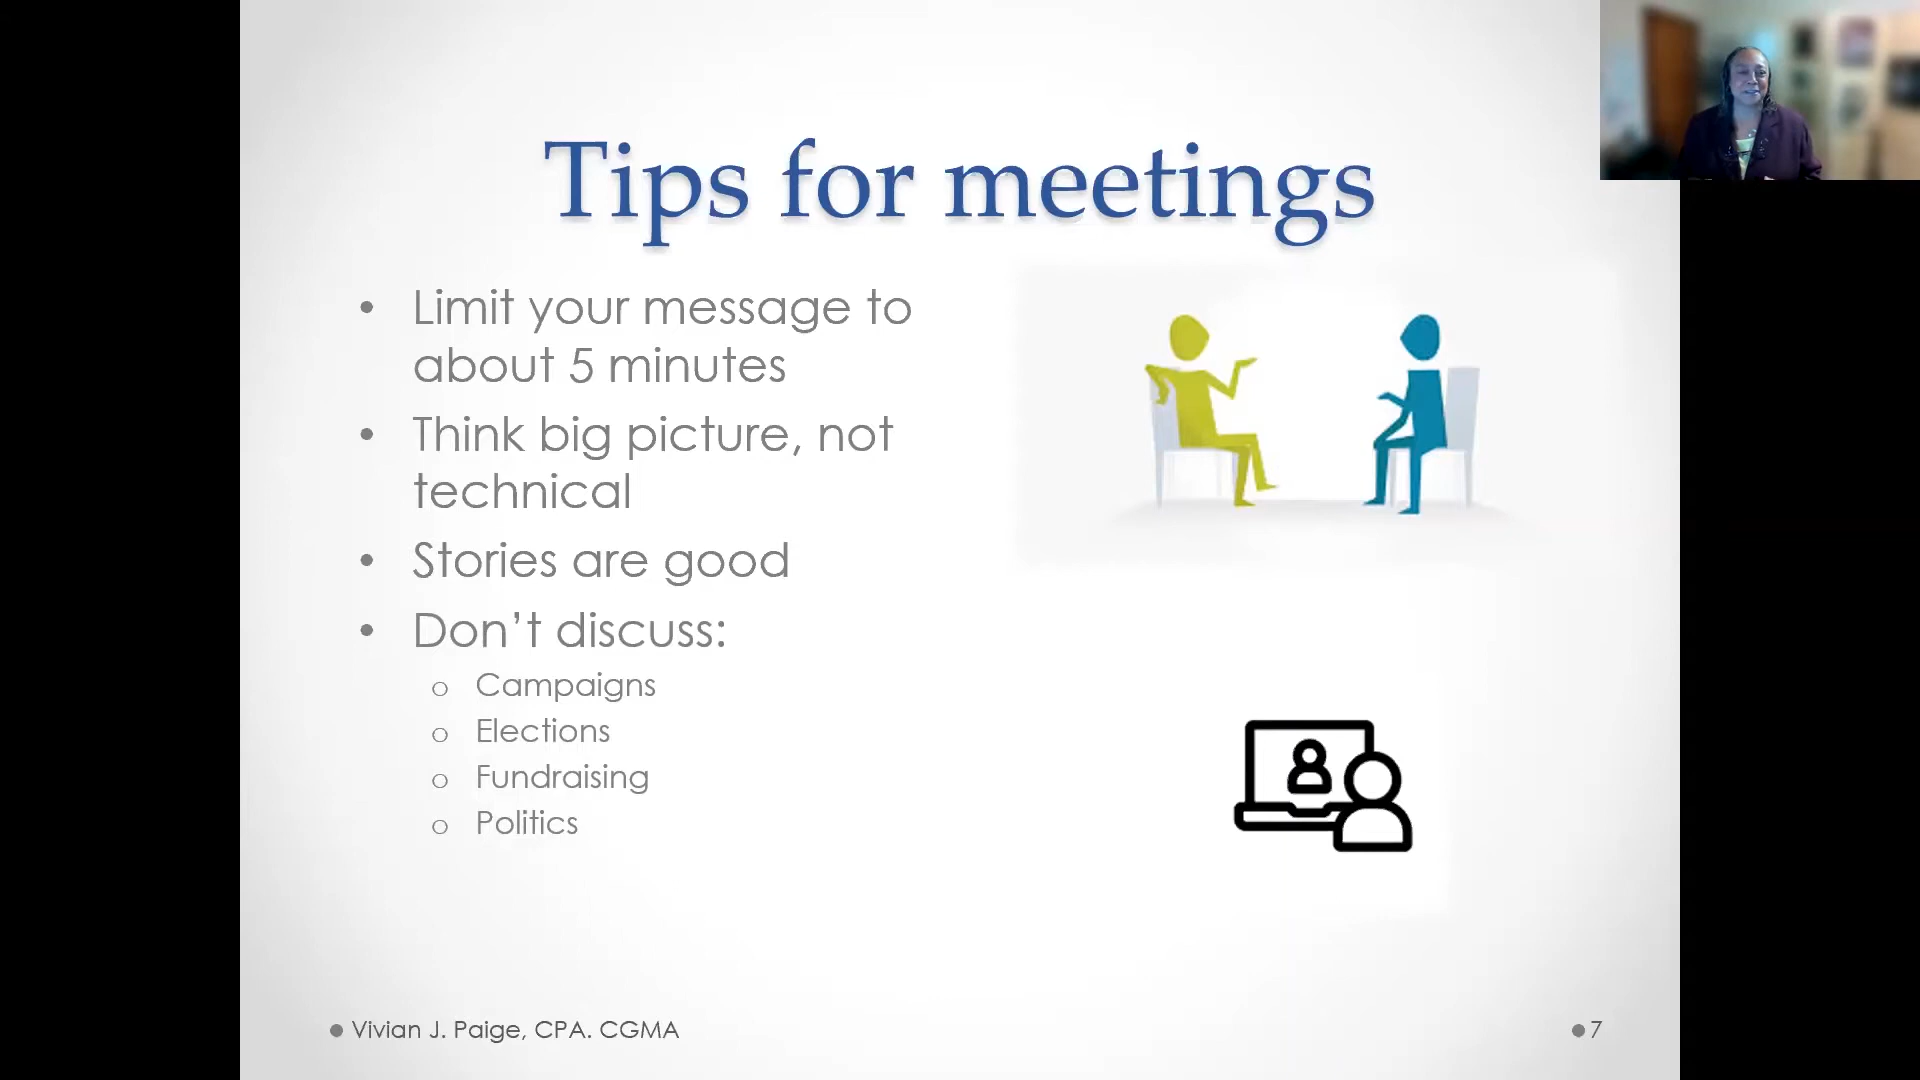 Tips for meetings
• Limit your message to
about 5 minutes
• Think big picture, not
technical
• Stories are good
• Don’t discuss:
o Campaigns
o Elections
o Fundraising
o Politics
• Vivian J. Paige, CPA. CGMA
• 7